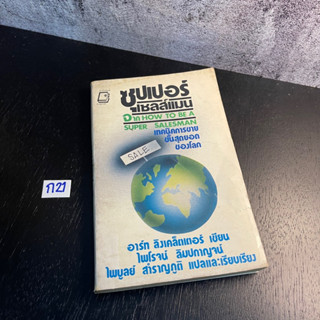 ซุปเปอร์
เซลส์แมน
จาก HOW TO BE A
SUPER SALESMAN
เทคนิคการขาย
ชั้นสุดยอด
ของโลก
SALE
ก21
อาร์ท ลิงเคล็ตเตอร์ เขียน
ไพโรจน์ ลิมปกาญจน์
ไพบูลย์ สำราญภูติ แปลและเรียบเรียง